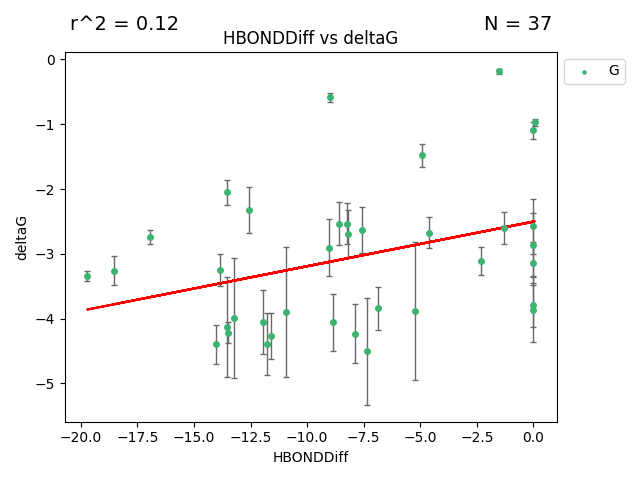 r^2 = 0.12
N = 37
HBONDDiff vs deltaG
G
0
−1
−2
−3
−4
−5
deltaG
−20.0 −17.5 −15.0 −12.5 −10.0 −7.5 −5.0 −2.5 0.0
HBONDDiff